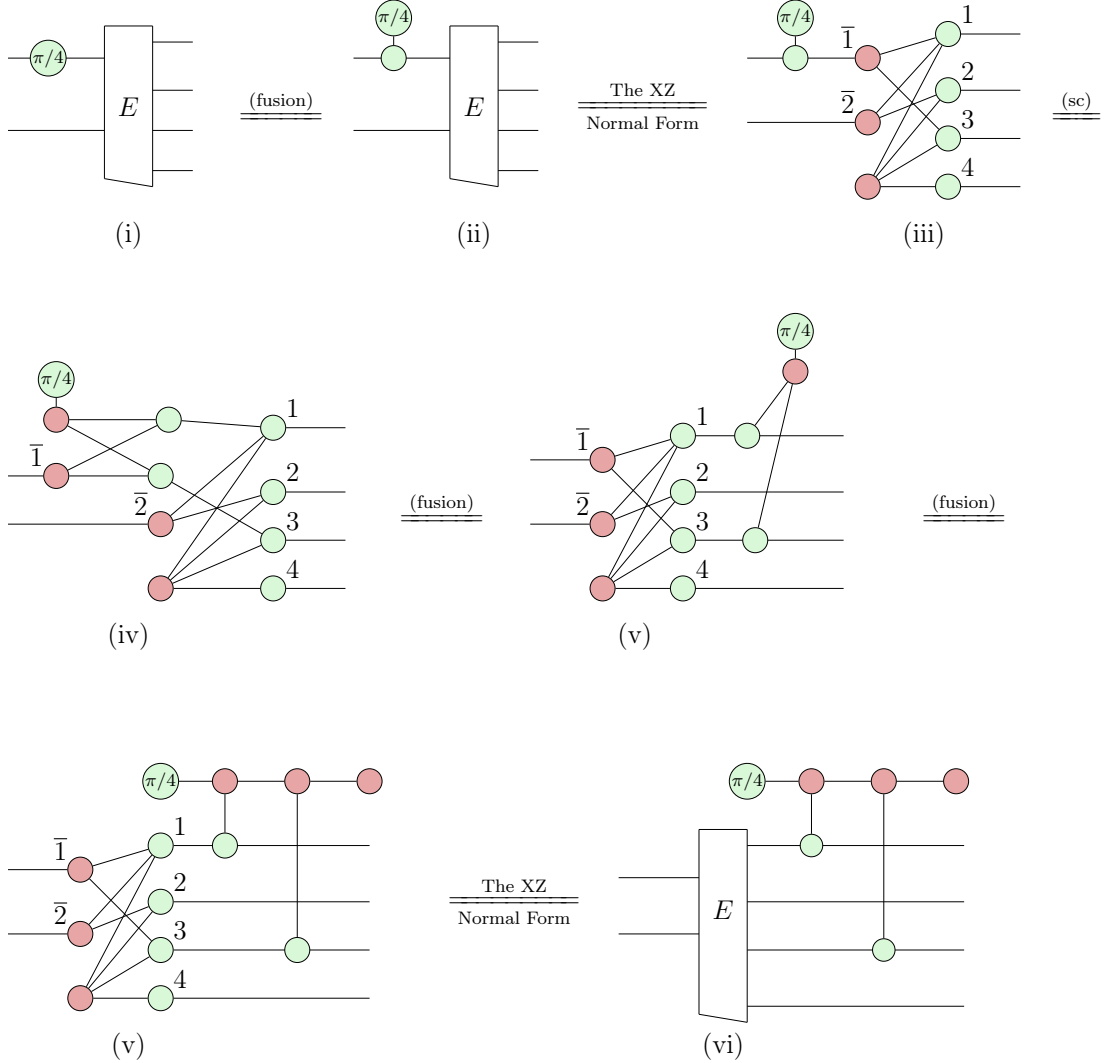 π/4 E
(fusion)
π/4
E
The XZ
Normal Form
π/4
1̅ 1
2̅ 2
3
4
(sc)
(i) (ii) (iii)
π/4
1̅ 1
2̅ 2
3
4
(fusion)
π/4
1̅ 1
2̅ 2
3
4
(fusion)
(iv) (v)
π/4
1̅ 1
2̅ 2
3
4
The XZ
Normal Form
π/4
E
(v) (vi)